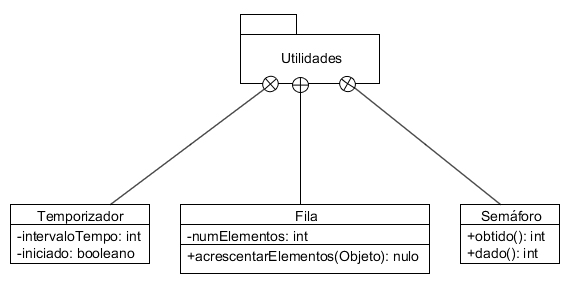 Utilidades
Temporizador
-intervaloTempo: int
-iniciado: booleano
Fila
-numElementos: int
+acrescentarElementos(Objeto): nulo
Semáforo
+obtido(): int
+dado(): int